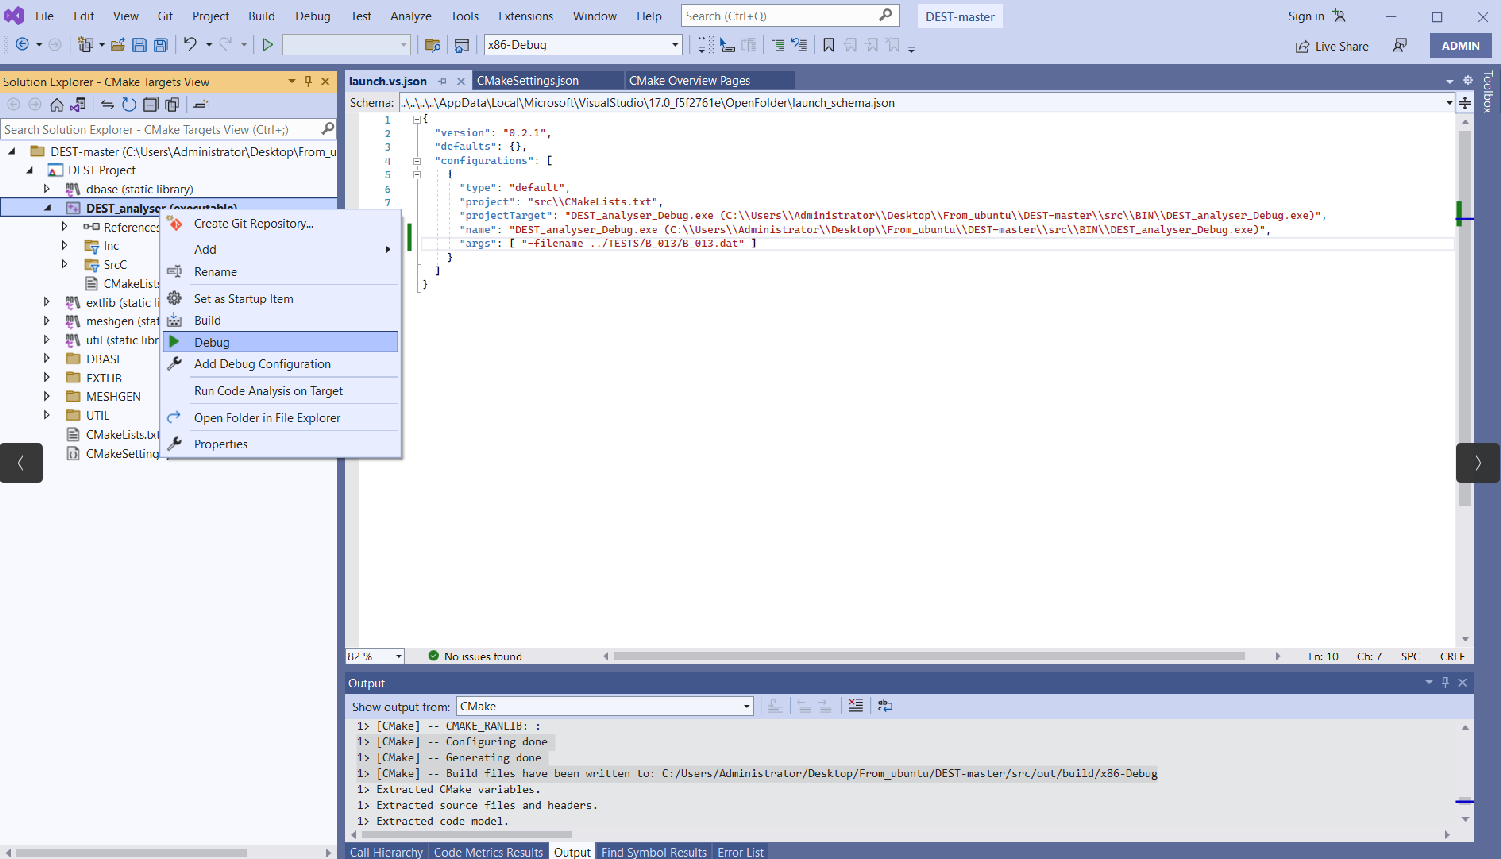 File Edit View Git Project Build Debug Test Analyze Tools Extensions Window Help Search (Ctrl+Q) DEST-master Sign in
x86-Debug Live Share ADMIN
Solution Explorer - CMake Targets View
launch.vs.json CMakeSettings.json CMake Overview Pages
Toolbox
Schema: ..\..\..\..\AppData\Local\Microsoft\VisualStudio\17.0_f5f2761e\OpenFolder\launch_schema.json
Search Solution Explorer - CMake Targets View (Ctrl+;)
DEST-master (C:\Users\Administrator\Desktop\From_u
DEST Project
dbase (static library)
DEST_analyser (executable)
References
Inc
SrcC
CMakeLists
extlib (static li
meshgen (stat
util (static libr
DBASE
EXTLIB
MESHGEN
UTIL
CMakeLists.txt
CMakeSetting
Create Git Repository...
Add
Rename
Set as Startup Item
Build
Debug
Add Debug Configuration
Run Code Analysis on Target
Open Folder in File Explorer
Properties
1 {
2 "version": "0.2.1",
3 "defaults": {},
4 "configurations": [
5 {
6 "type": "default",
7 "project": "src\\CMakeLists.txt",
"projectTarget": "DEST_analyser_Debug.exe (C:\\Users\\Administrator\\Desktop\\From_ubuntu\\DEST-master\\src\\BIN\\DEST_analyser_Debug.exe)",
"name": "DEST_analyser_Debug.exe (C:\\Users\\Administrator\\Desktop\\From_ubuntu\\DEST-master\\src\\BIN\\DEST_analyser_Debug.exe)",
"args": [ "-filename ../TESTS/B_013/B_013.dat" ]
}
]
}
82 % No issues found Ln: 10 Ch: 7 SPC CRLF
Output
Show output from: CMake
1> [CMake] -- CMAKE_RANLIB: :
1> [CMake] -- Configuring done
1> [CMake] -- Generating done
1> [CMake] -- Build files have been written to: C:/Users/Administrator/Desktop/From_ubuntu/DEST-master/src/out/build/x86-Debug
1> Extracted CMake variables.
1> Extracted source files and headers.
1> Extracted code model.
Call Hierarchy Code Metrics Results Output Find Symbol Results Error List